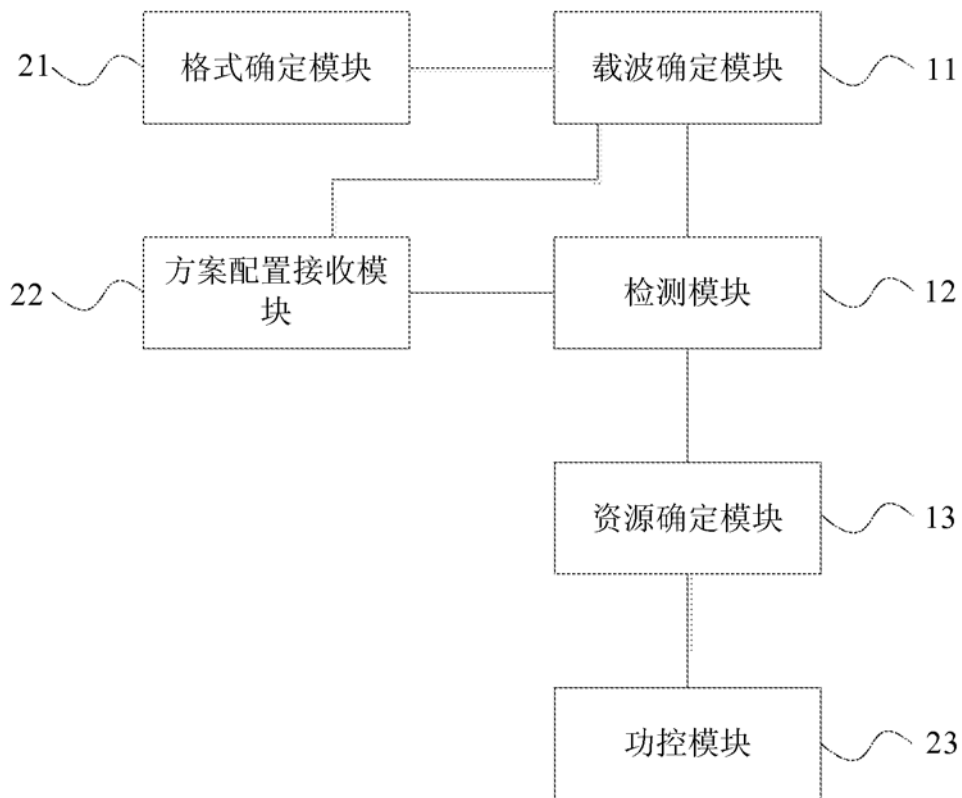 21
格式确定模块
载波确定模块
11
22
方案配置接收模
块
检测模块
12
资源确定模块
13
功控模块
23